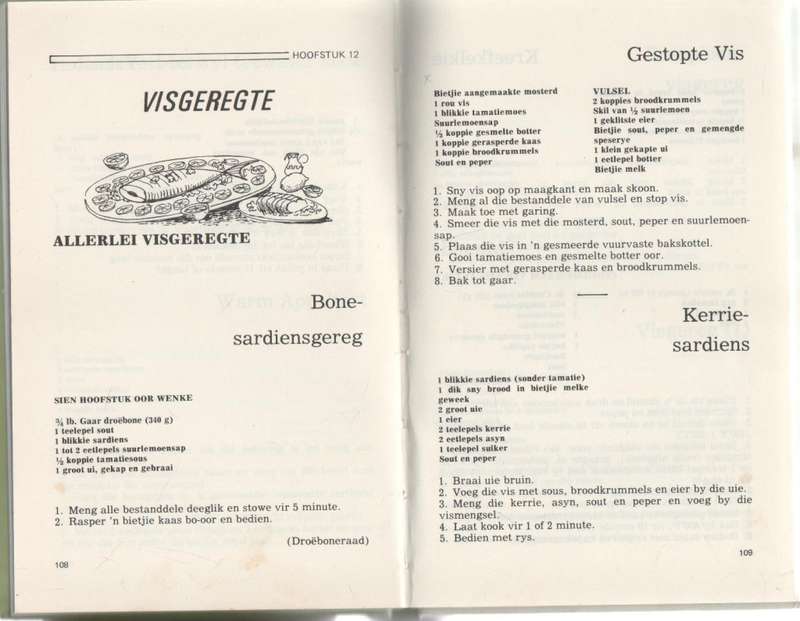 HOOFSTUK 12
VISGEREGTE
ALLERLEI VISGEREGTE
Bone-
sardiensgereg
SIEN HOOFSTUK OOR WENKE
¾ lb. Gaar droëbone (340 g)
1 teelepel sout
1 blikkie sardiens
1 tot 2 eetlepels suurlemoensap
½ koppie tamatiesous
1 groot ui, gekap en gebraai
1. Meng alle bestanddele deeglik en stowe vir 5 minute.
2. Rasper 'n bietjie kaas bo-oor en bedien.
(Droëboneraad)
108
Gestopte Vis
Bietjie aangemaakte mosterd
1 rou vis
1 blikkie tamatiemoes
Suurlemoensap
½ koppie gesmelte botter
1 koppie gerasperde kaas
1 koppie broodkrummels
Sout en peper
VULSEL
2 koppies broodkrummels
Skil van ½ suurlemoen
1 geklitste eier
Bietjie sout, peper en gemengde
speserye
1 klein gekapte ui
1 eetlepel botter
Bietjie melk
1. Sny vis oop op maagkant en maak skoon.
2. Meng al die bestanddele van vulsel en stop vis.
3. Maak toe met garing.
4. Smeer die vis met die mosterd, sout, peper en suurlemoen-
sap.
5. Plaas die vis in 'n gesmeerde vuurvaste bakskottel.
6. Gooi tamatiemoes en gesmelte botter oor.
7. Versier met gerasperde kaas en broodkrummels.
8. Bak tot gaar.
Kerrie-
sardiens
1 blikkie sardiens (sonder tamatie)
1 dik sny brood in bietjie melke
geweek
2 groot uie
1 eier
2 teelepels kerrie
2 eetlepels asyn
1 teelepel suiker
Sout en peper
1. Braai uie bruin.
2. Voeg die vis met sous, broodkrummels en eier by die uie.
3. Meng die kerrie, asyn, sout en peper en voeg by die
vismengsel.
4. Laat kook vir 1 of 2 minute.
5. Bedien met rys.
109